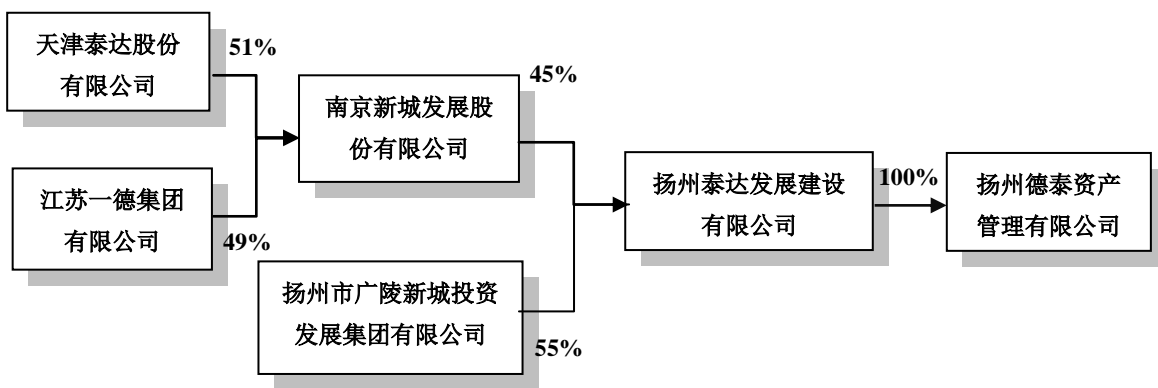 天津泰达股份
有限公司
51%
江苏一德集团
有限公司
49%
南京新城发展股
份有限公司
45%
扬州市广陵新城投资
发展集团有限公司
55%
扬州泰达发展建设
有限公司
100%
扬州德泰资产
管理有限公司